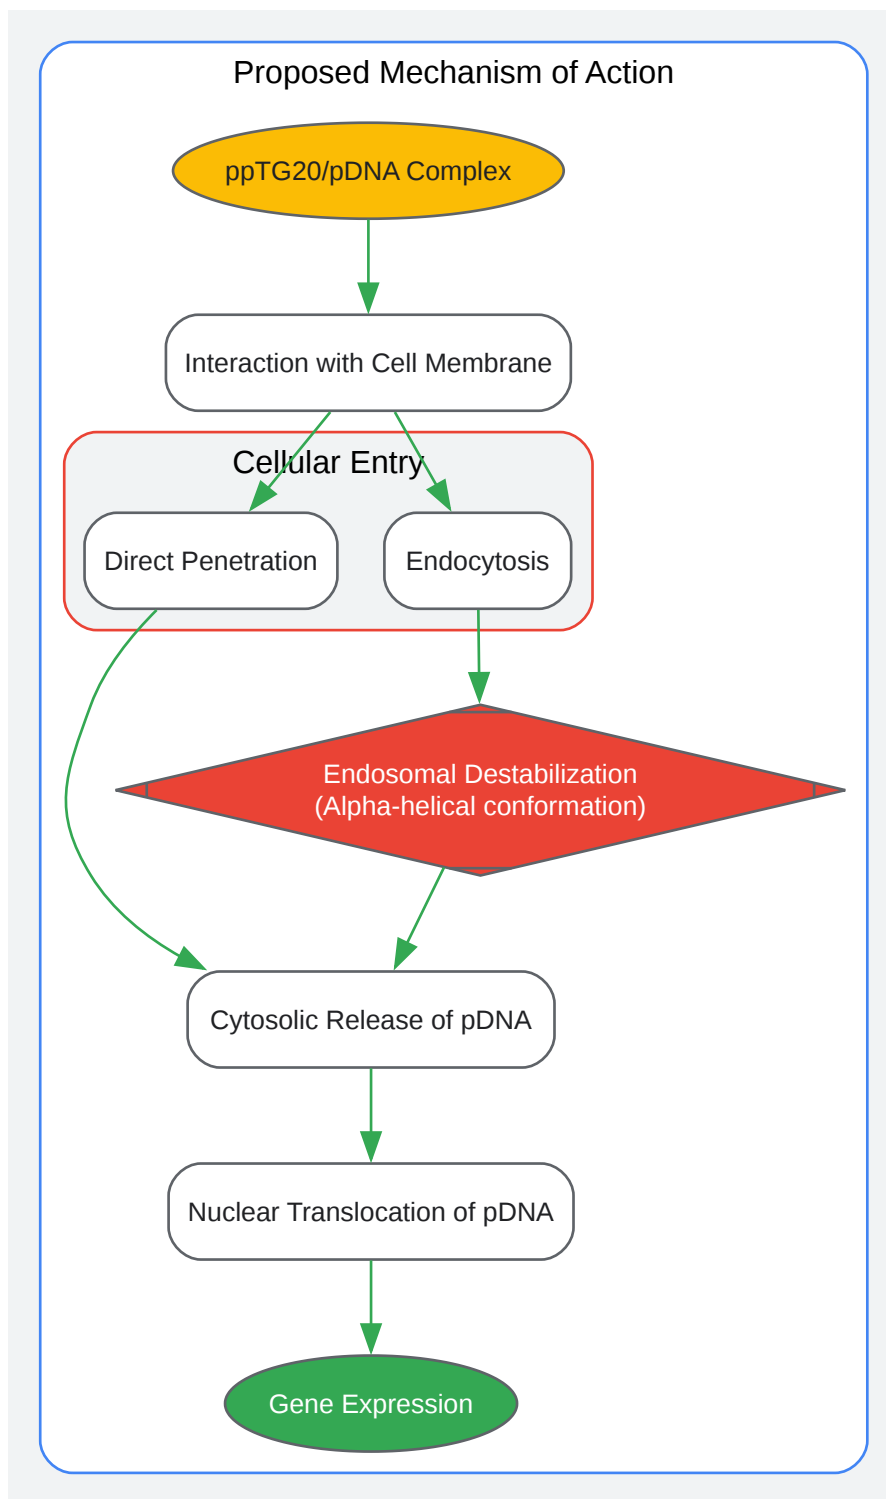 Proposed Mechanism of Action
ppTG20/pDNA Complex
Interaction with Cell Membrane
Cellular Entry
Direct Penetration
Endocytosis
Endosomal Destabilization
(Alpha-helical conformation)
Cytosolic Release of pDNA
Nuclear Translocation of pDNA
Gene Expression